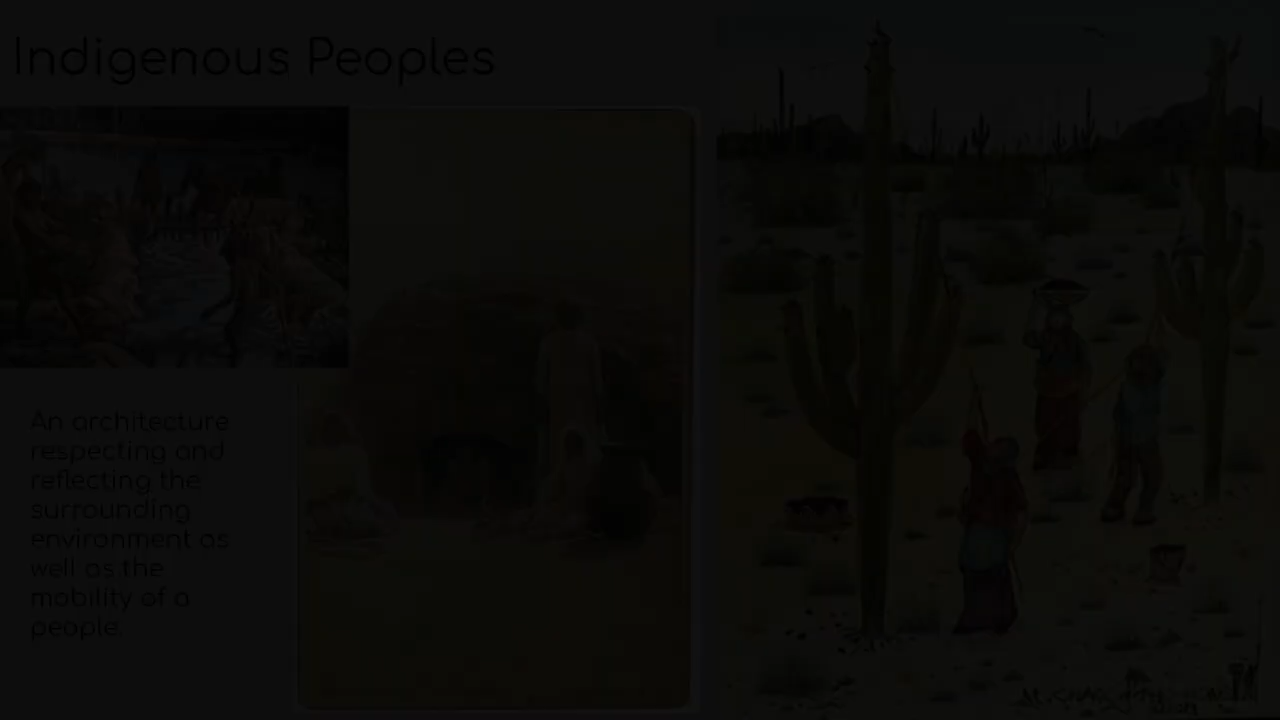 Indigenous Peoples
An architecture
respecting and
reflecting the
surrounding
environment as
well as the
mobility of a
people.